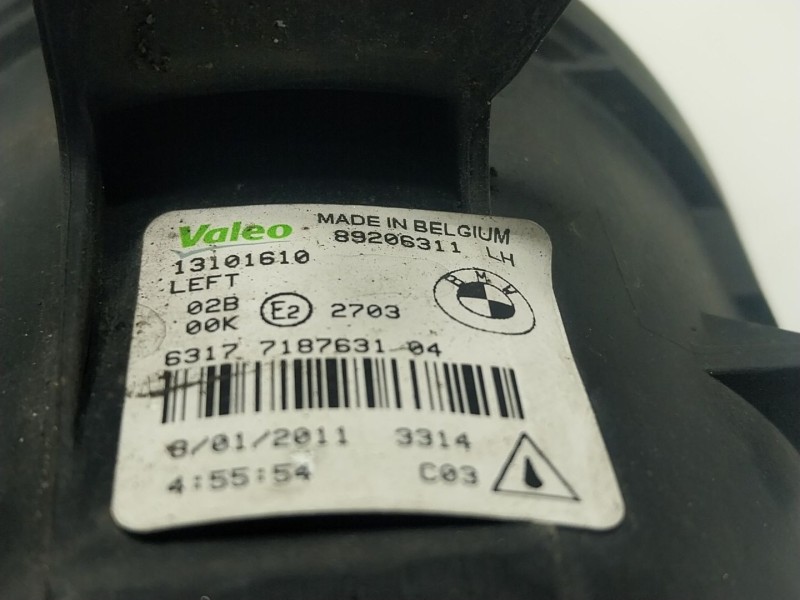 Valeo MADE IN BELGIUM
13101610 89206311 LH
LEFT
02B E2 2703 BMW
00K
6317 7187631 04
8/01/2011 3314
4:55:54 C03